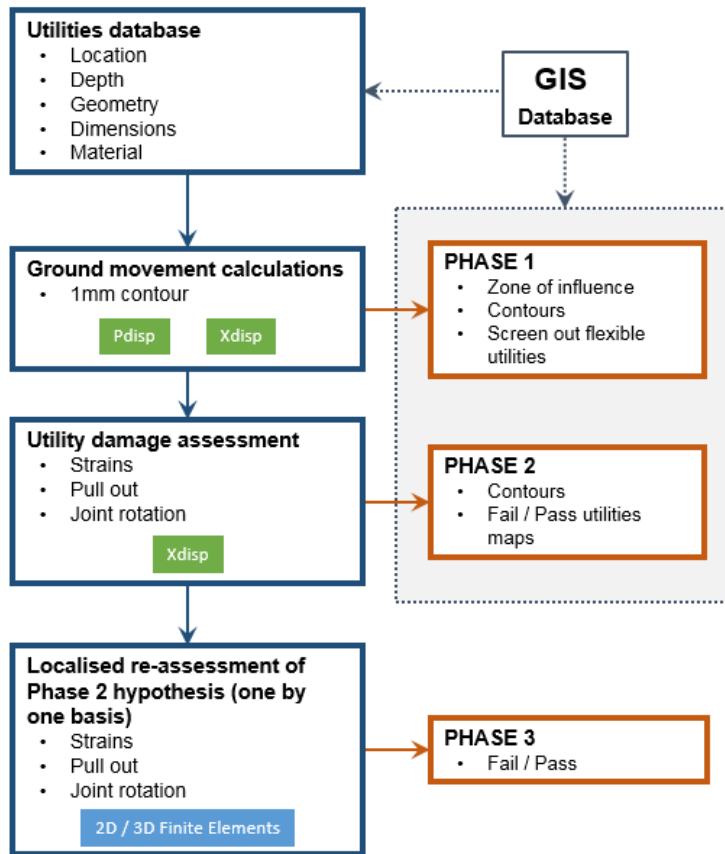 Utilities database
• Location
• Depth
• Geometry
• Dimensions
• Material
GIS
Database
Ground movement calculations
• 1mm contour
Pdisp
Xdisp
PHASE 1
• Zone of influence
• Contours
• Screen out flexible
utilities
Utility damage assessment
• Strains
• Pull out
• Joint rotation
Xdisp
PHASE 2
• Contours
• Fail / Pass utilities
maps
Localised re-assessment of
Phase 2 hypothesis (one by
one basis)
• Strains
• Pull out
• Joint rotation
2D / 3D Finite Elements
PHASE 3
• Fail / Pass